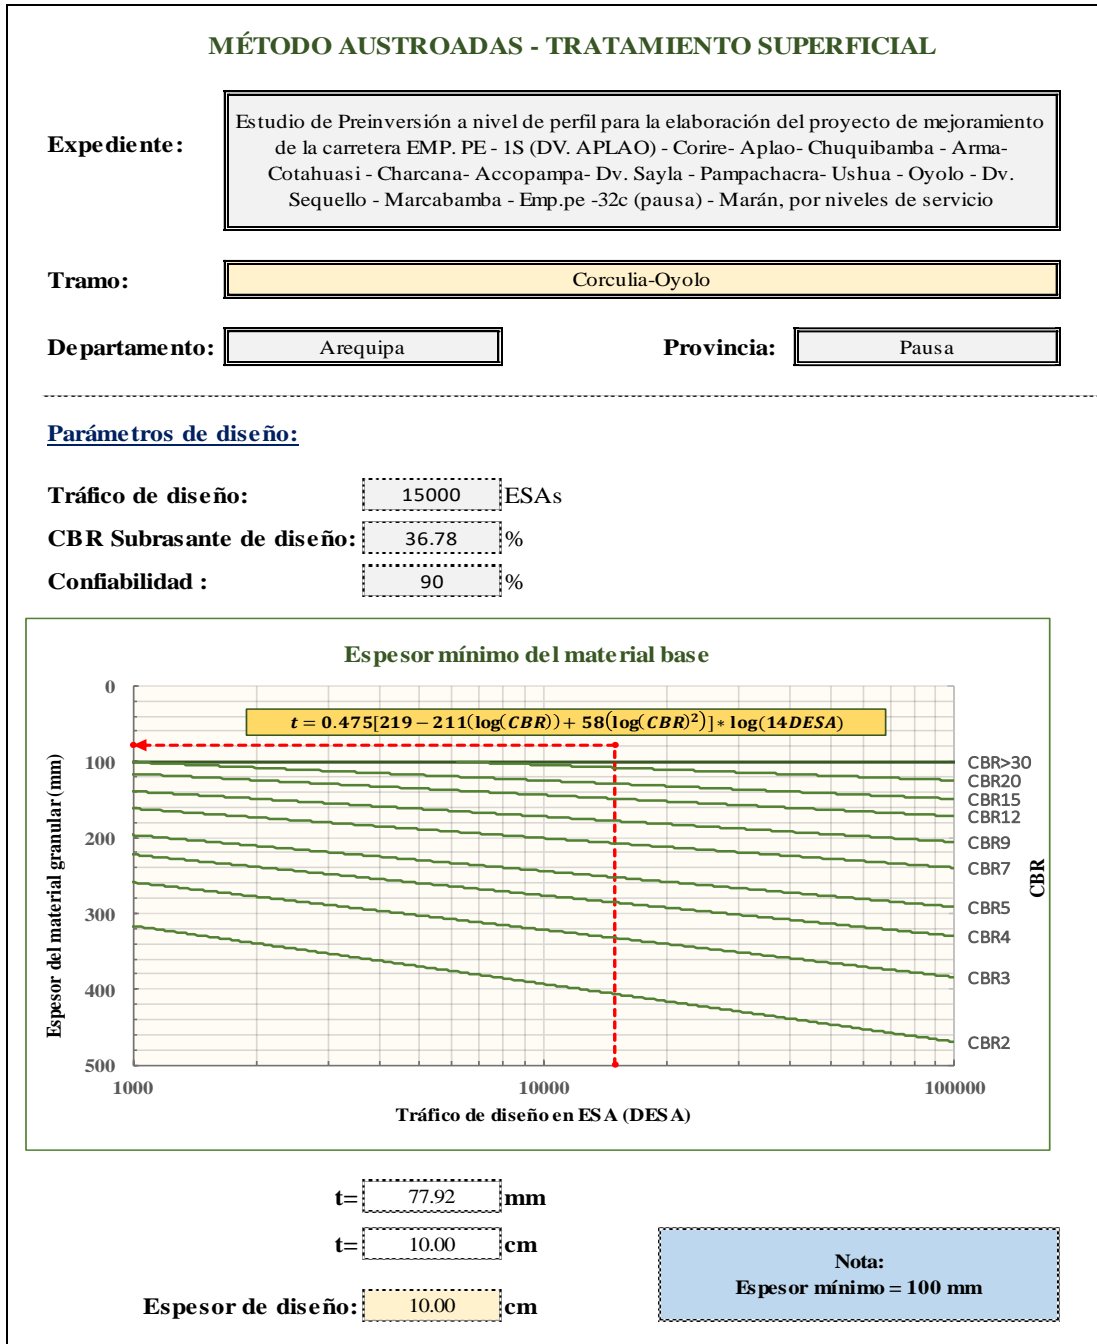 MÉTODO AUSTROADAS - TRATAMIENTO SUPERFICIAL
Expediente:
Estudio de Preinversión a nivel de perfil para la elaboración del proyecto de mejoramiento
de la carretera EMP. PE - 1S (DV. APLAO) - Corire- Aplao- Chuquibamba - Arma-
Cotahuasi - Charcana- Accopampa- Dv. Sayla - Pampachacra- Ushua - Oyolo - Dv.
Sequello - Marcabamba - Emp.pe -32c (pausa) - Marán, por niveles de servicio
Tramo:
Corculia-Oyolo
Departamento:
Arequipa
Provincia:
Pausa
Parámetros de diseño:
Tráfico de diseño:
15000
ESAs
CBR Subrasante de diseño:
36.78
%
Confiabilidad :
90
%
Espesor mínimo del material base
t = 0.475[219 − 211(log(CBR)) + 58(log(CBR)²)] ∗ log(14DESA)
Espesor del material granular (mm)
0
100
200
300
400
500
CBR>30
CBR20
CBR15
CBR12
CBR9
CBR7
CBR5
CBR4
CBR3
CBR2
CBR
1000
10000
100000
Tráfico de diseño en ESA (DESA)
t=
77.92
mm
t=
10.00
cm
Espesor de diseño:
10.00
cm
Nota:
Espesor mínimo = 100 mm